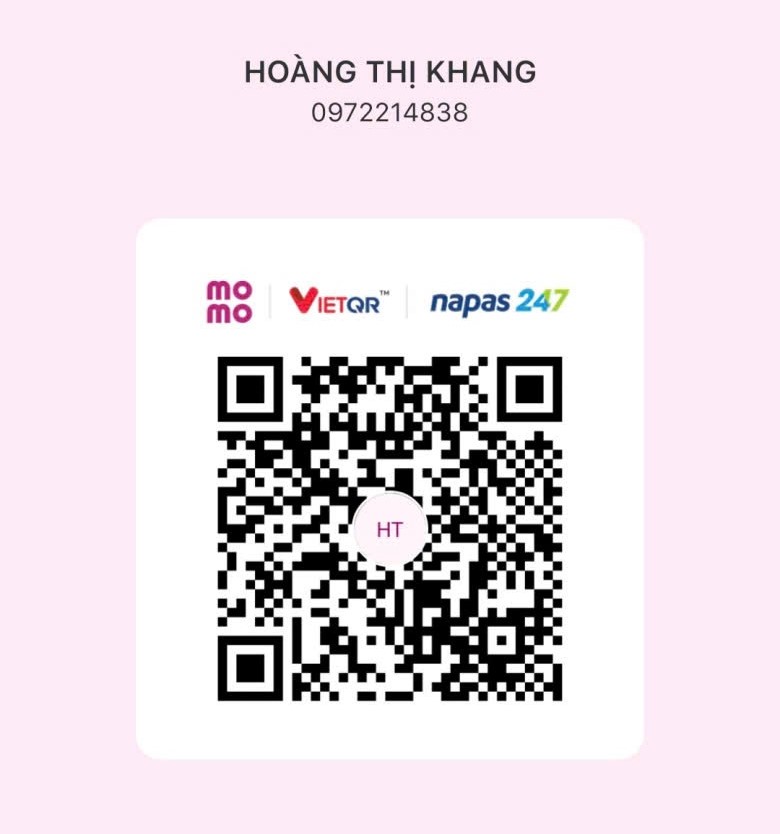 HOÀNG THỊ KHANG
0972214838
mo mo | VIETQR™ | napas 247
HT